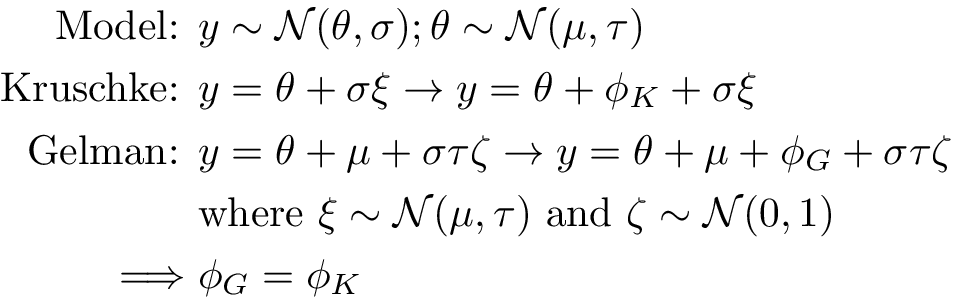 Model: y ∼ 𝒩(θ, σ); θ ∼ 𝒩(μ, τ)
Kruschke: y = θ + σξ → y = θ + ϕ_K + σξ
Gelman: y = θ + μ + στζ → y = θ + μ + ϕ_G + στζ
where ξ ∼ 𝒩(μ, τ) and ζ ∼ 𝒩(0, 1)
⟹ ϕ_G = ϕ_K